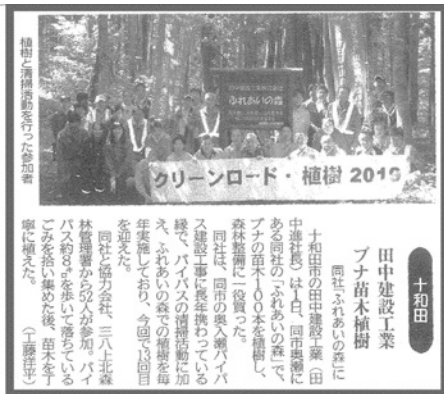 十和田
田中建設工業
ブナ苗木植樹
同社「ふれあいの森」に
十和田市の田中建設工業(田
中進社長)は1日、同市奥瀬に
ある同社の「ふれあいの森」で、
ブナの苗木100本を植樹し、
森林整備に一役買った。
同社は、同市の奥入瀬バイパ
ス建設工事に長年携わっている
縁で、バイパスの清掃活動に加
え、ふれあいの森での植樹を毎
年実施しており、今回で13回目
を迎えた。
同社と協力会社、三八上北森
林管理署から52人が参加。バイ
パス約8㌔を歩いて落ちている
ごみを拾い集めた後、苗木を丁
寧に植えた。(工藤洋平)
ふれあいの森
クリーンロード・植樹 2016
植樹と清掃活動を行った参加者